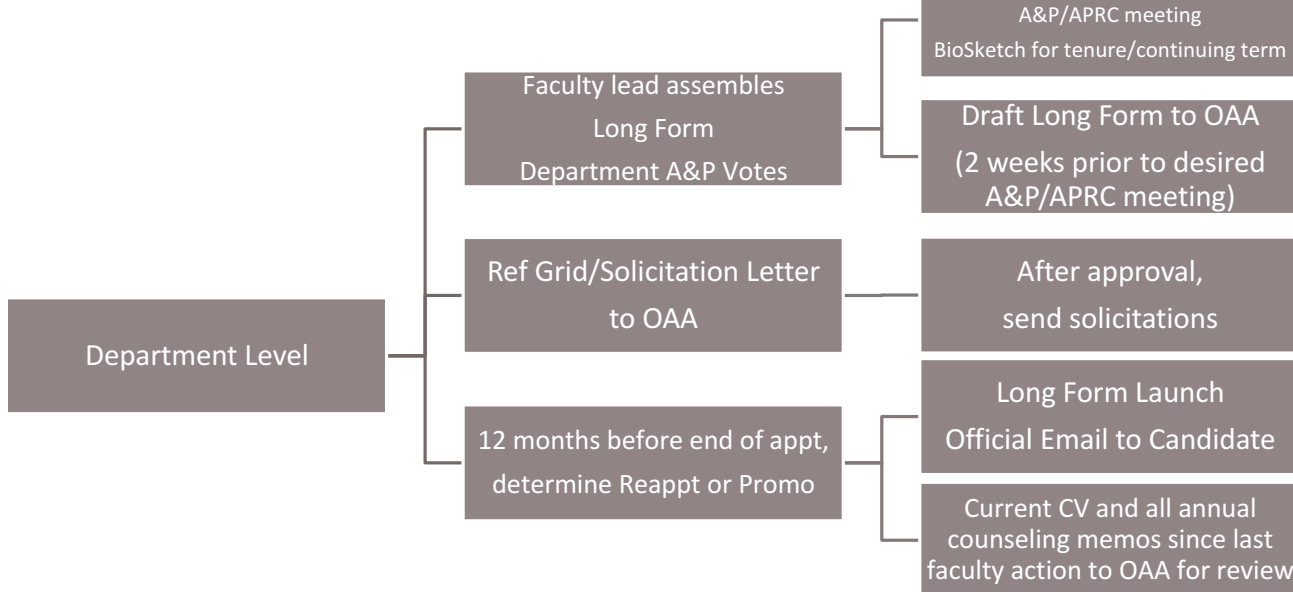 Department Level
Faculty lead assembles
Long Form
Department A&P Votes
A&P/APRC meeting
BioSketch for tenure/continuing term
Draft Long Form to OAA
(2 weeks prior to desired
A&P/APRC meeting)
Ref Grid/Solicitation Letter
to OAA
After approval,
send solicitations
12 months before end of appt,
determine Reappt or Promo
Long Form Launch
Official Email to Candidate
Current CV and all annual
counseling memos since last
faculty action to OAA for review